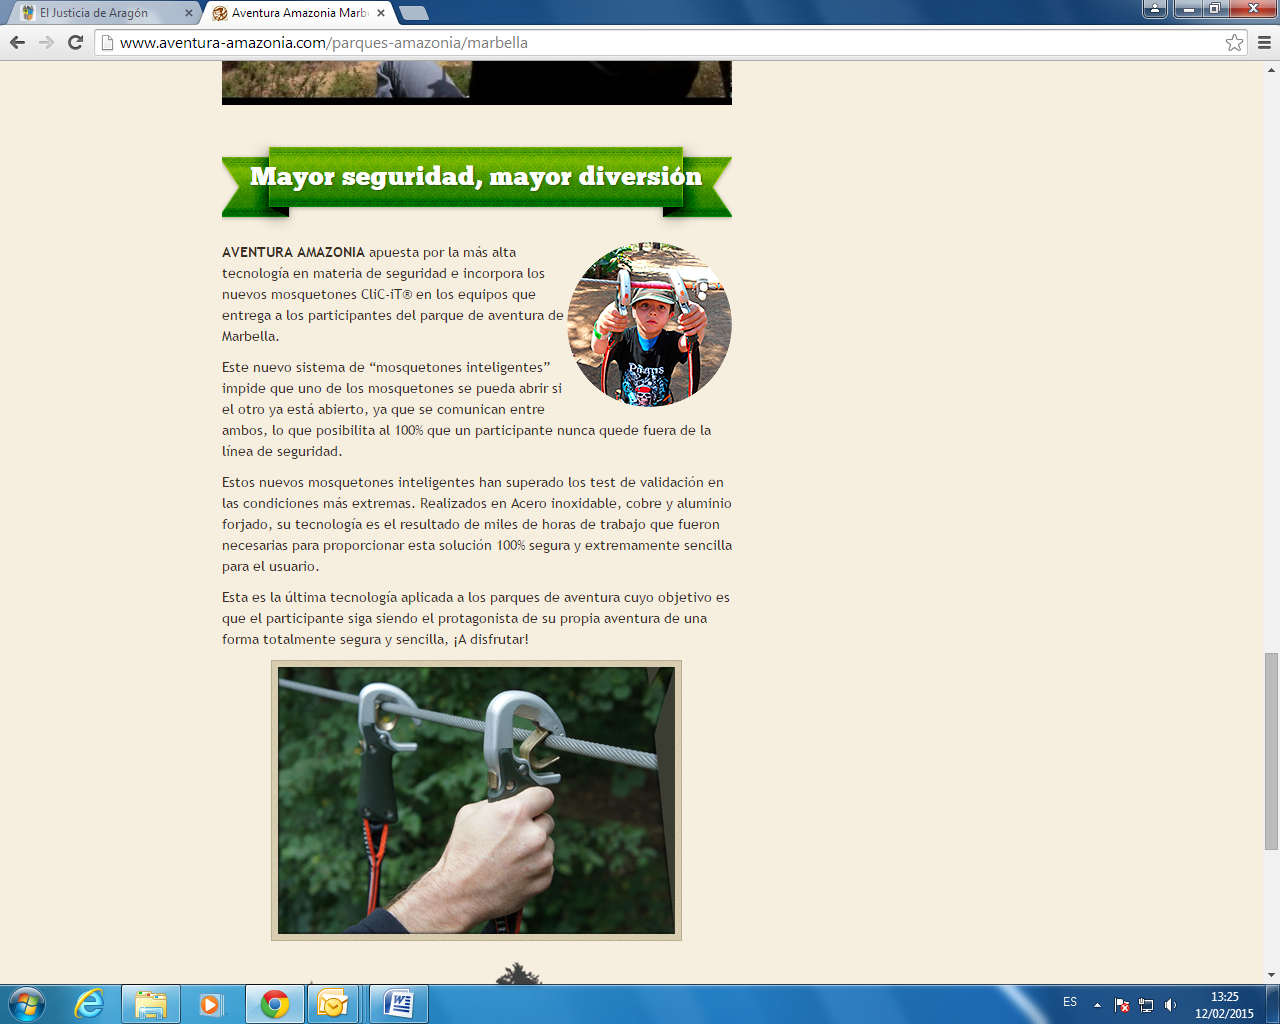 El Justicia de Aragón
Aventura Amazonia Marb
www.aventura-amazonia.com/parques-amazonia/marbella
Mayor seguridad, mayor diversión
AVENTURA AMAZONIA apuesta por la más alta
tecnología en materia de seguridad e incorpora los
nuevos mosquetones CliC-iT® en los equipos que
entrega a los participantes del parque de aventura de
Marbella.
Este nuevo sistema de “mosquetones inteligentes”
impide que uno de los mosquetones se pueda abrir si
el otro ya está abierto, ya que se comunican entre
ambos, lo que posibilita al 100% que un participante nunca quede fuera de la
línea de seguridad.
Estos nuevos mosquetones inteligentes han superado los test de validación en
las condiciones más extremas. Realizados en Acero inoxidable, cobre y aluminio
forjado, su tecnología es el resultado de miles de horas de trabajo que fueron
necesarias para proporcionar esta solución 100% segura y extremamente sencilla
para el usuario.
Esta es la última tecnología aplicada a los parques de aventura cuyo objetivo es
que el participante siga siendo el protagonista de su propia aventura de una
forma totalmente segura y sencilla, ¡A disfrutar!
ES
13:25
12/02/2015